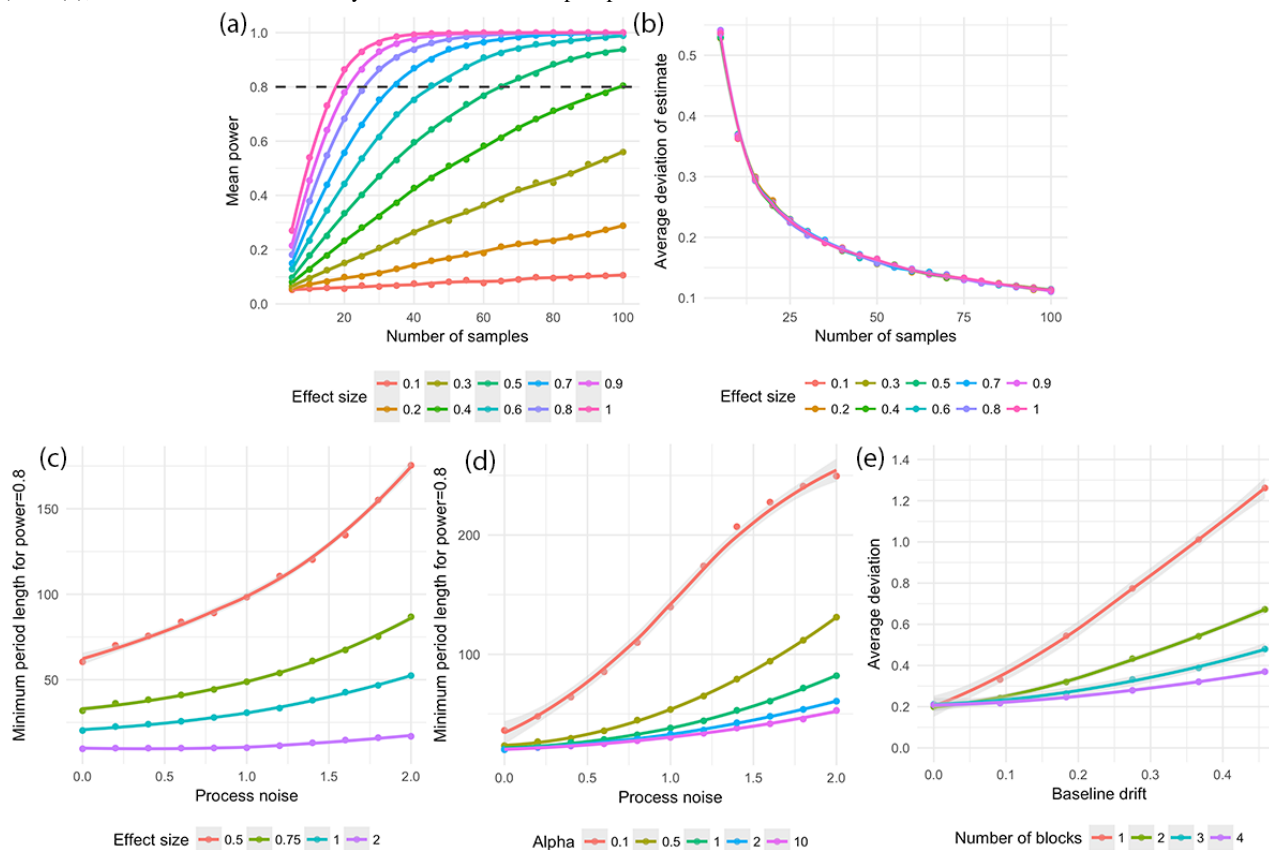 (a)
(b)
1.0
0.8
0.6
0.4
0.2
0.0
Mean power
20 40 60 80 100
Number of samples
0.5
0.4
0.3
0.2
0.1
Average deviation of estimate
25 50 75 100
Number of samples
Effect size
0.1 0.3 0.5 0.7 0.9
0.2 0.4 0.6 0.8 1
Effect size
0.1 0.3 0.5 0.7 0.9
0.2 0.4 0.6 0.8 1
(c)
150
100
50
Minimum period length for power=0.8
0.0 0.5 1.0 1.5 2.0
Process noise
Effect size 0.5 0.75 1 2
(d)
200
100
Minimum period length for power=0.8
0.0 0.5 1.0 1.5 2.0
Process noise
Alpha 0.1 0.5 1 2 10
(e)
1.4
1.2
1.0
0.8
0.6
0.4
0.2
0.0
Average deviation
0.0 0.1 0.2 0.3 0.4
Baseline drift
Number of blocks 1 2 3 4